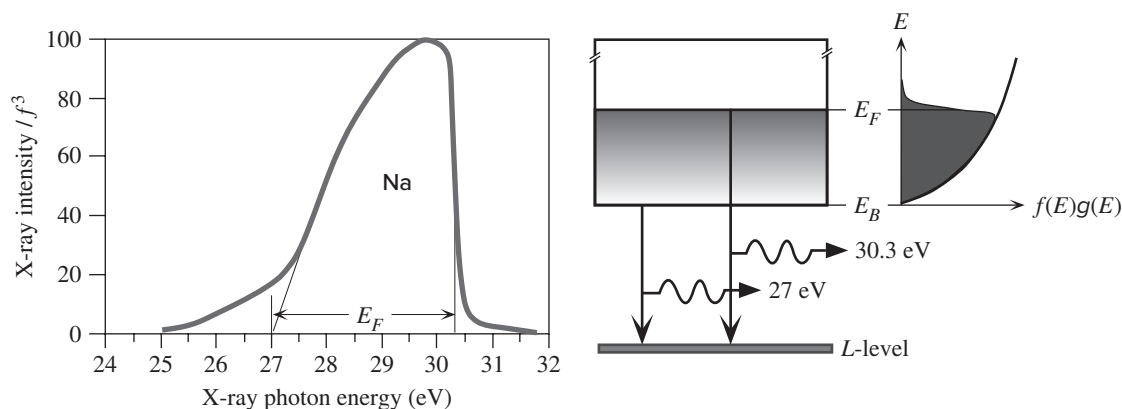 X-ray intensity / f³
100
80
60
40
20
0
Na
E_F
24 25 26 27 28 29 30 31 32
X-ray photon energy (eV)
E
E_F
E_B
f(E)g(E)
30.3 eV
27 eV
L-level